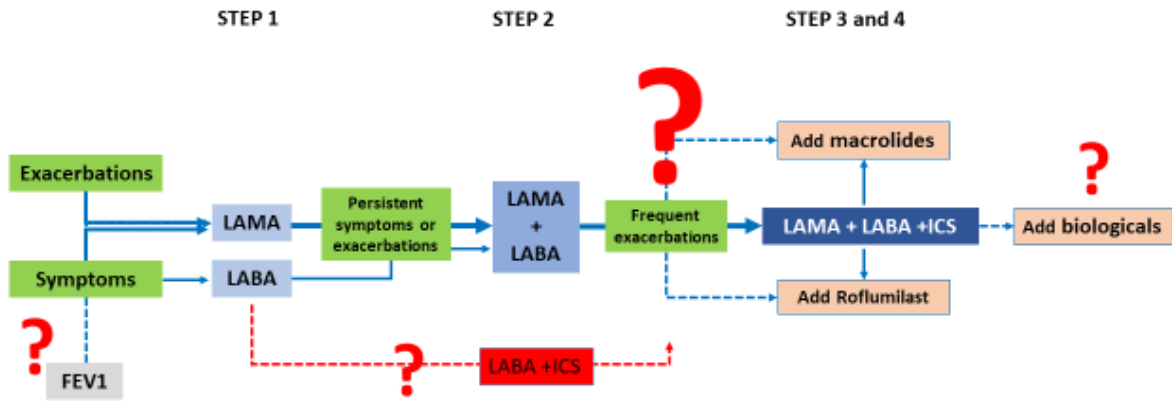 STEP 1 STEP 2 STEP 3 and 4
?
Add macrolides
?
Exacerbations
LAMA
Persistent
symptoms or
exacerbations
LAMA
+
LABA
Frequent
exacerbations
LAMA + LABA +ICS
Add biologicals
Symptoms
LABA
Add Roflumilast
?
FEV1
?
LABA +ICS